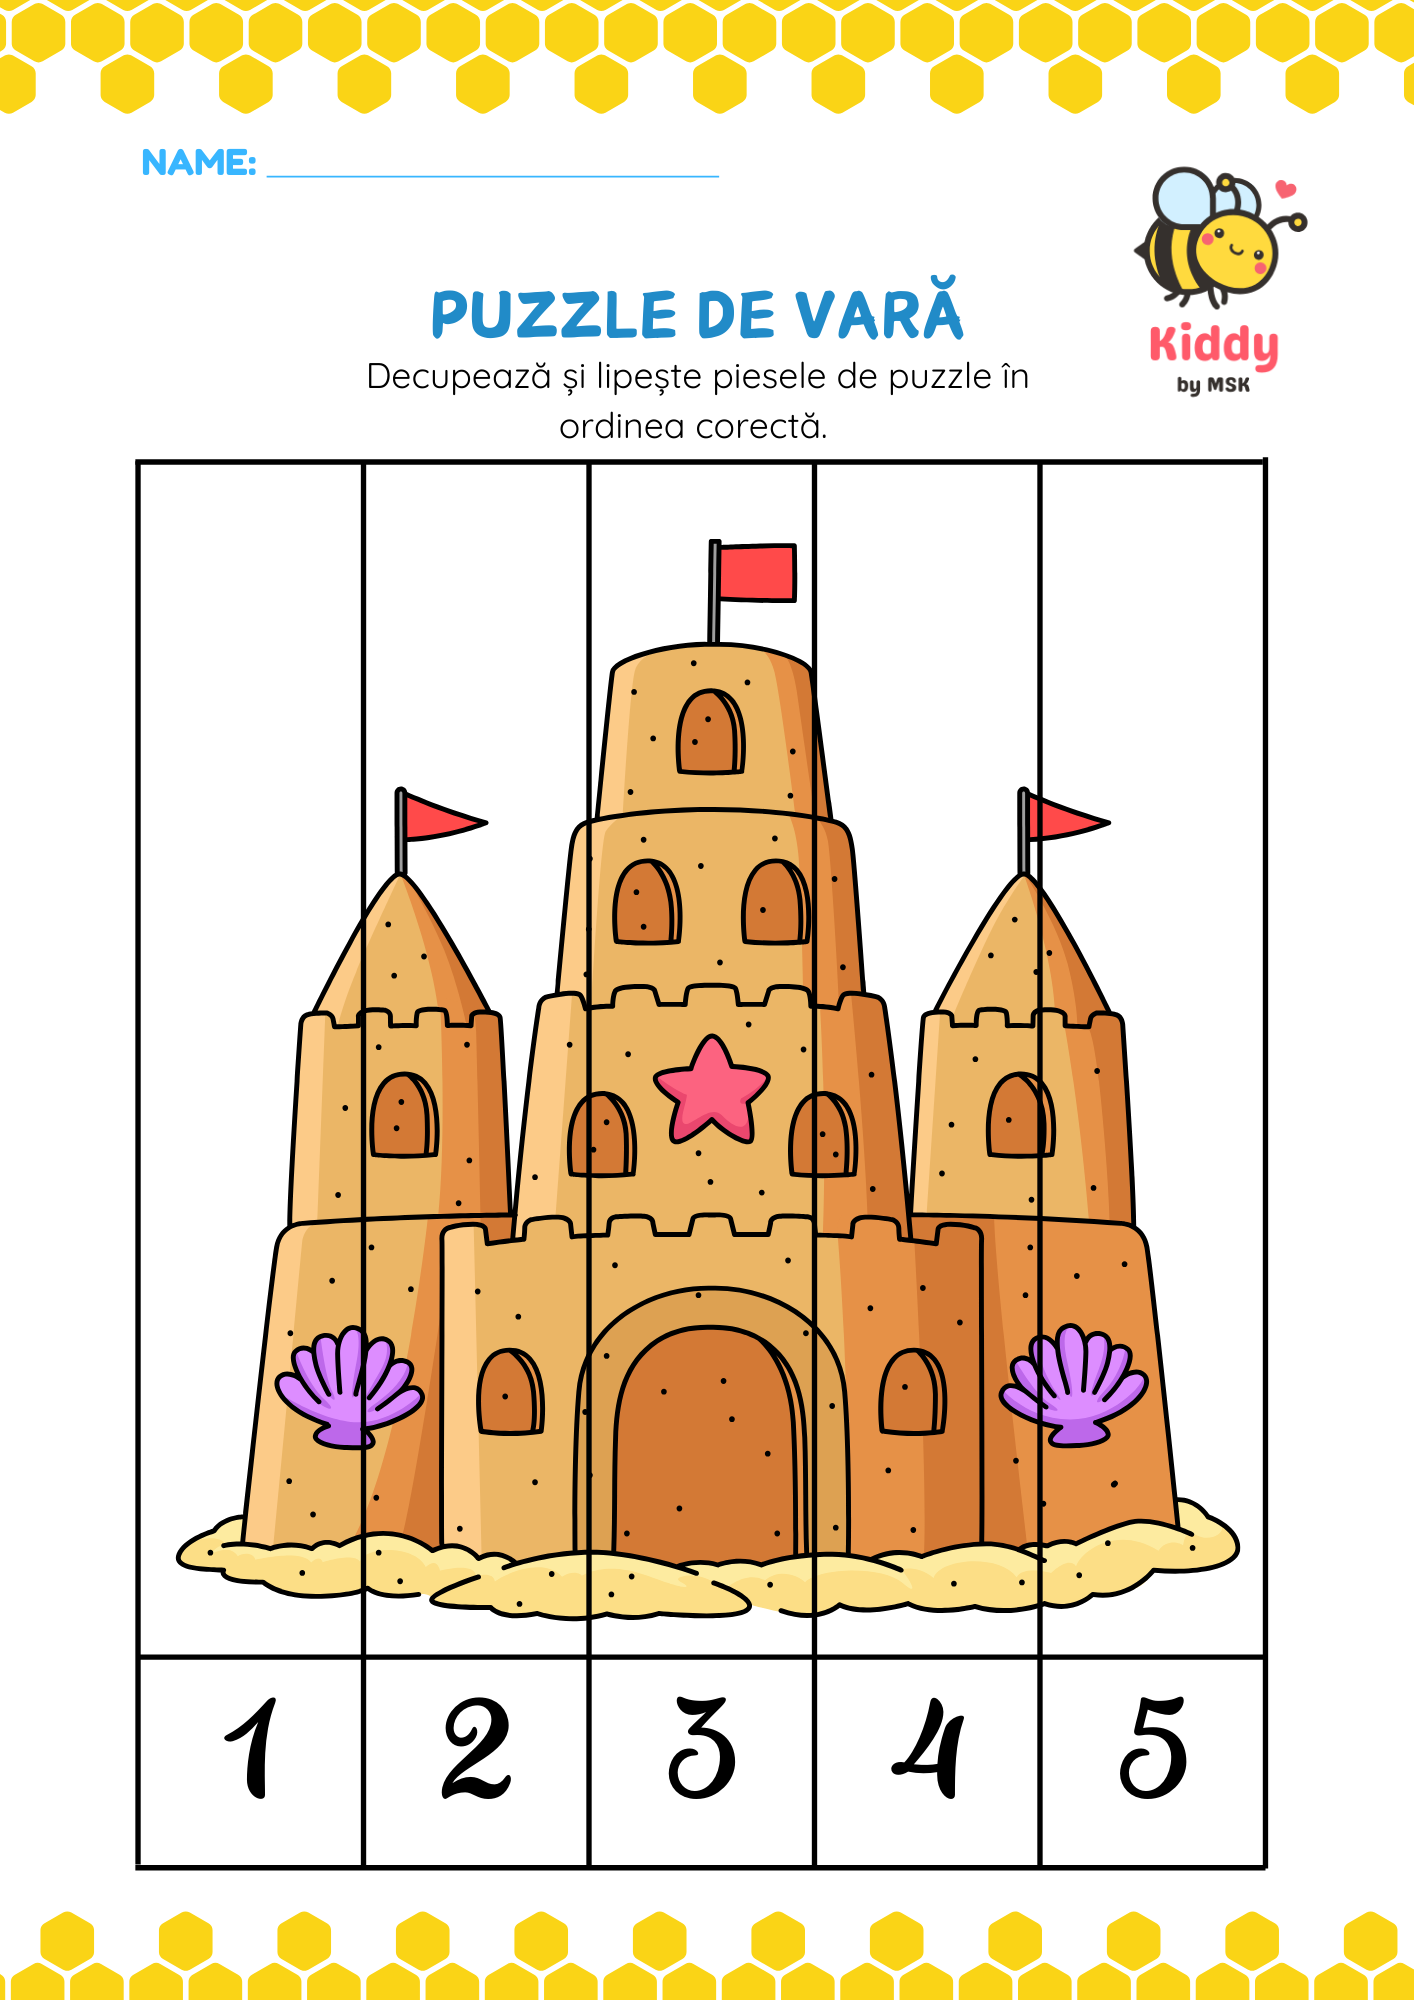 NAME:
Kiddy
by MSK
PUZZLE DE VARĂ
Decupează și lipește piesele de puzzle în
ordinea corectă.
1 2 3 4 5